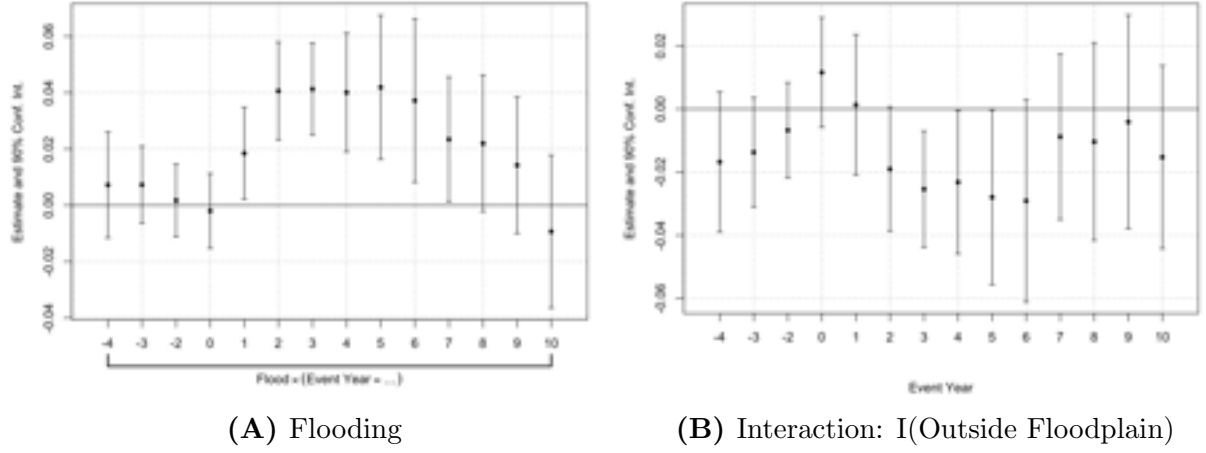 Estimate and 90% Conf. Int.
0.06
0.04
0.02
0.00
-0.02
-0.04
-4 -3 -2 0 1 2 3 4 5 6 7 8 9 10
Flood = {Event Year = ...}
(A) Flooding
Estimate and 90% Conf. Int.
0.02
0.00
-0.02
-0.04
-0.06
-4 -3 -2 0 1 2 3 4 5 6 7 8 9 10
Event Year
(B) Interaction: I(Outside Floodplain)